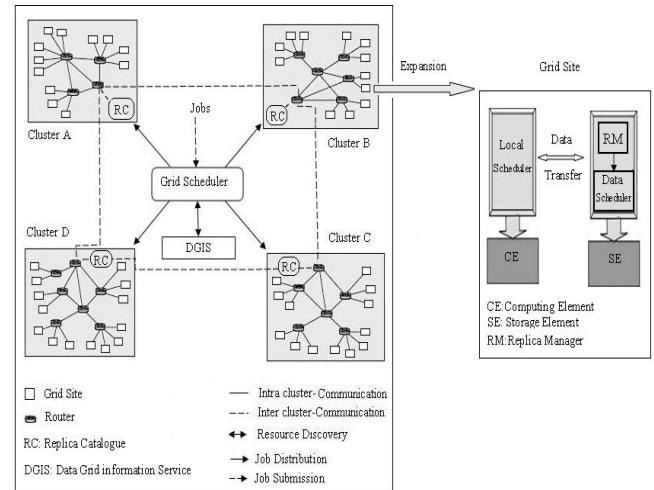 Cluster A
RC
Jobs
RC
Cluster B
Expansion
Grid Scheduler
DGIS
Cluster D
RC
Cluster C
RC
Grid Site
Router
RC: Replica Catalogue
DGIS: Data Grid information Service
Intra cluster-Communication
Inter cluster-Communication
Resource Discovery
Job Distribution
Job Submission
Grid Site
Local
Scheduler
Data
Transfer
RM
Data
Scheduler
CE
SE
CE:Computing Element
SE: Storage Element
RM:Replica Manager